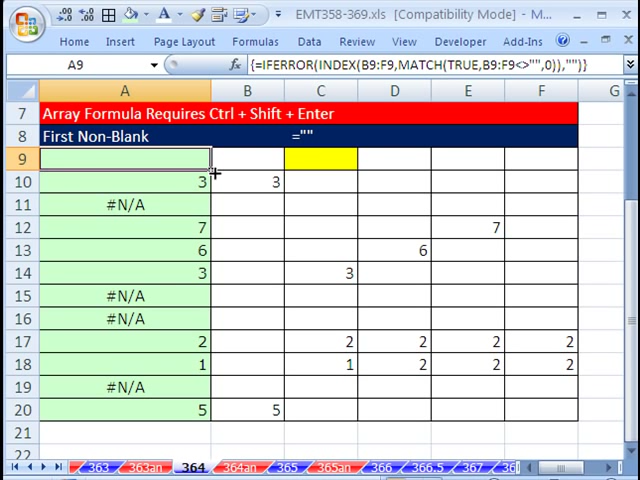 EMT358-369.xls [Compatibility Mode] - M...
Home Insert Page Layout Formulas Data Review View Developer Add-Ins
A9 fx {=IFERROR(INDEX(B9:F9,MATCH(TRUE,B9:F9<>"",0)),"")}
A B C D E F G
7 Array Formula Requires Ctrl + Shift + Enter
8 First Non-Blank =""
9
10 3 3
11 #N/A
12 7 7
13 6 6
14 3 3
15 #N/A
16 #N/A
17 2 2 2 2 2
18 1 1 2 2 2
19 #N/A
20 5 5
21
22
363 363an 364 364an 365 365an 366 366.5 367